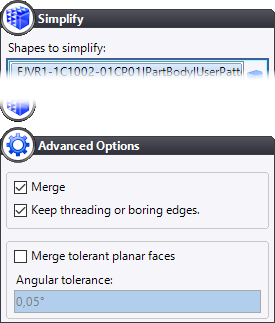 Simplify
Shapes to simplify:
FJVR1-1C1002-01CP01|PartBody|UserPatt
Advanced Options
Merge
Keep threading or boring edges.
Merge tolerant planar faces
Angular tolerance:
0,05°